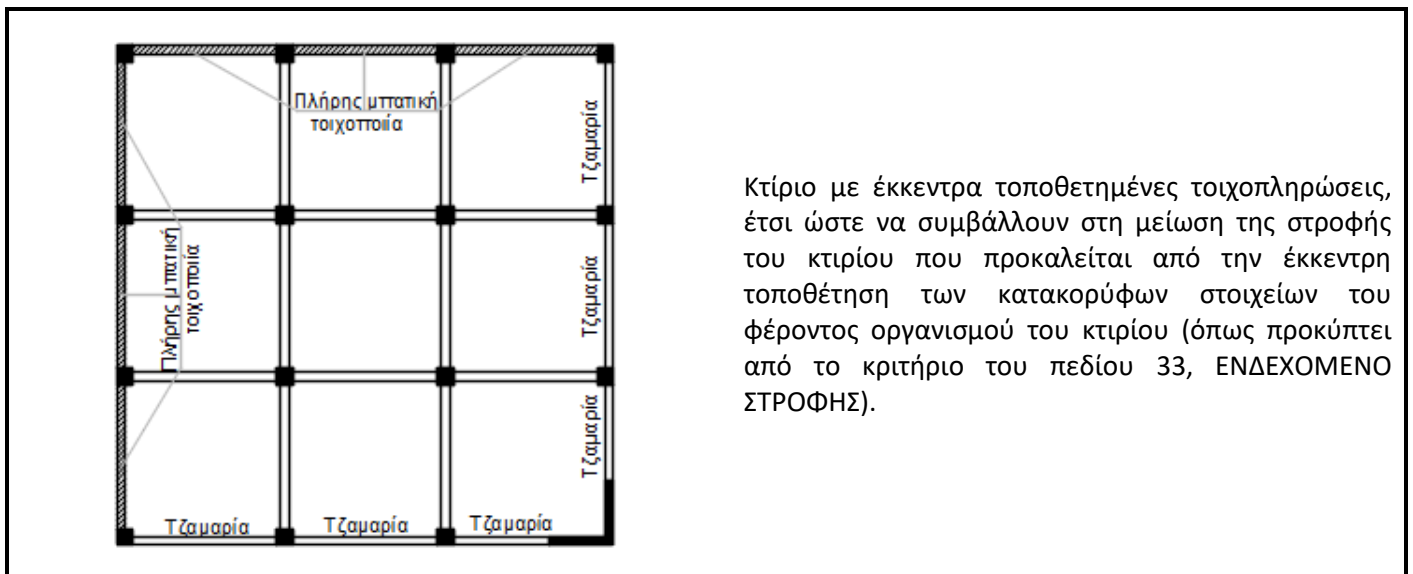 Πλήρης μπατική
τοιχοποιία
Τζαμαρία
Τζαμαρία
Τζαμαρία
Πλήρης μπατική
τοιχοποιία
Τζαμαρία
Τζαμαρία
Τζαμαρία
Κτίριο με έκκεντρα τοποθετημένες τοιχοπληρώσεις,
έτσι ώστε να συμβάλλουν στη μείωση της στροφής
του κτιρίου που προκαλείται από την έκκεντρη
τοποθέτηση των κατακορύφων στοιχείων του
φέροντος οργανισμού του κτιρίου (όπως προκύπτει
από το κριτήριο του πεδίου 33, ΕΝΔΕΧΟΜΕΝΟ
ΣΤΡΟΦΗΣ).